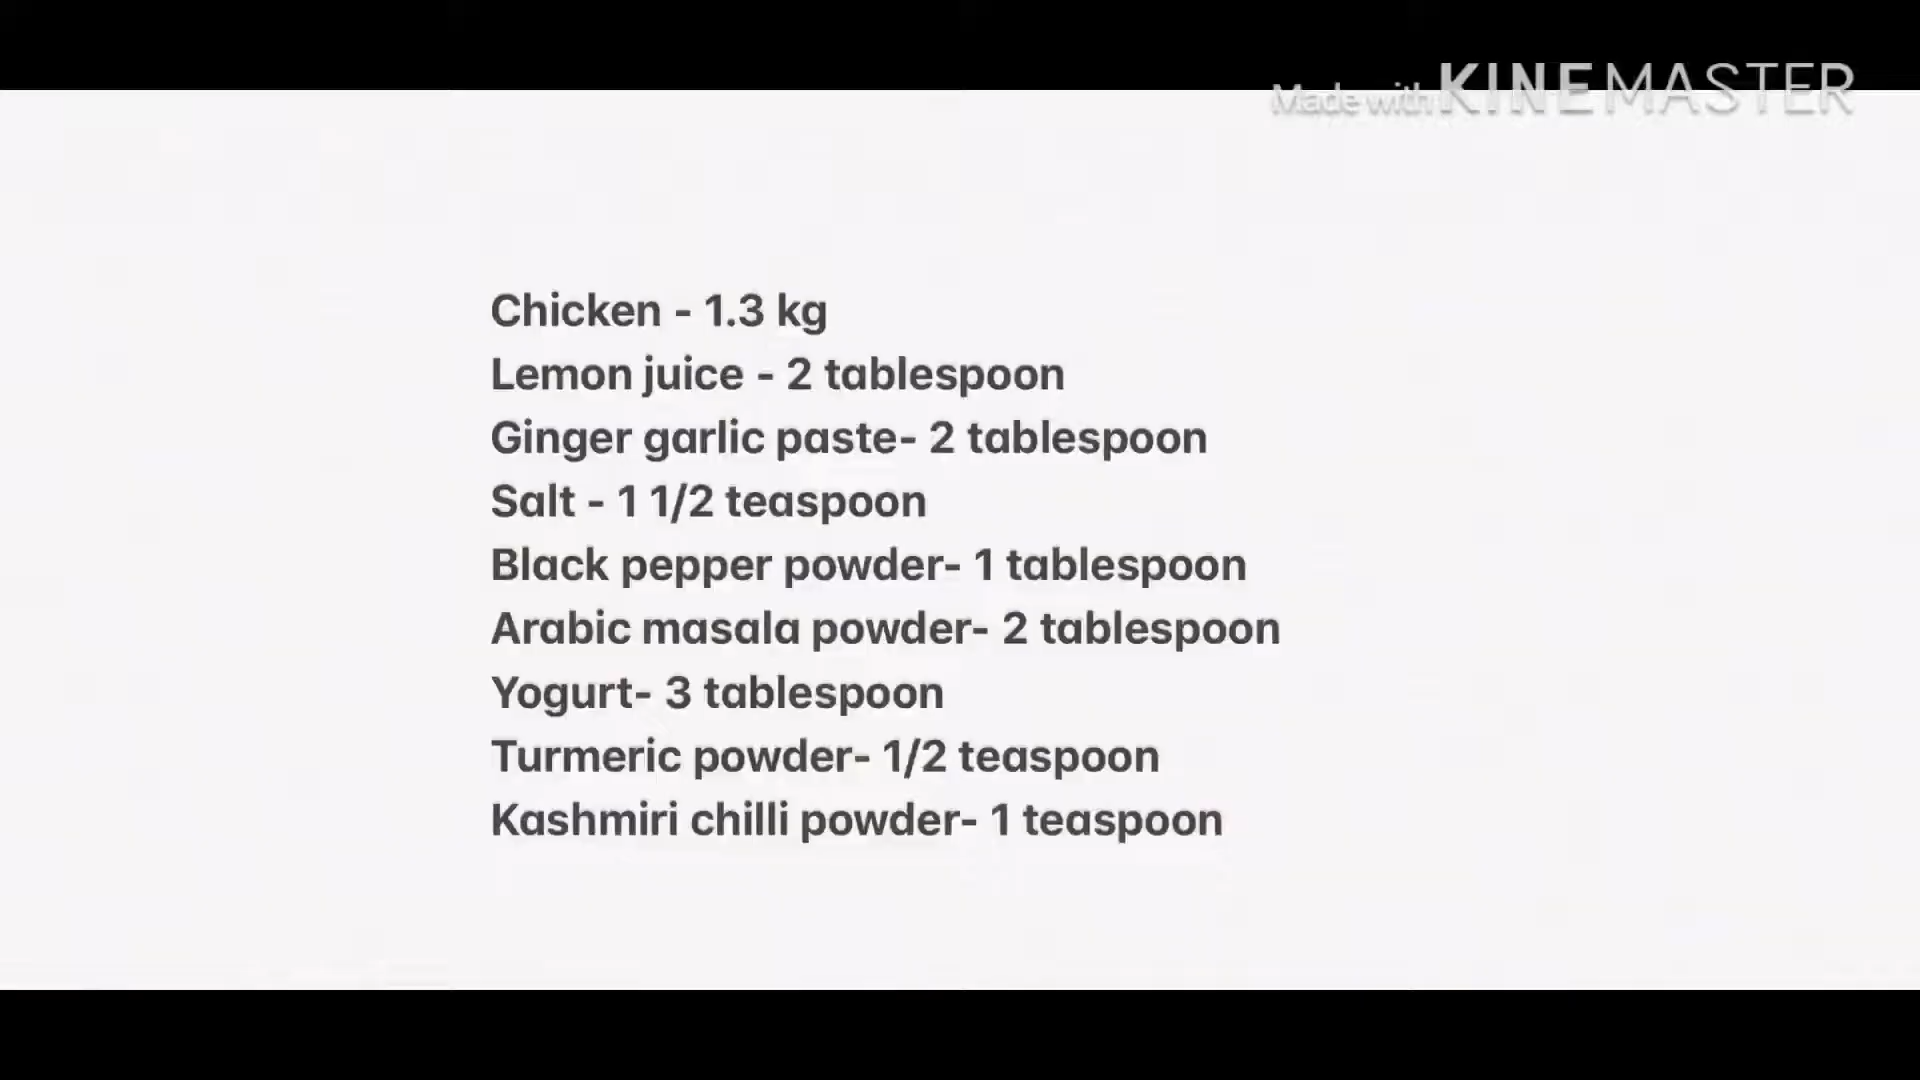 Made with KINEMASTER
Chicken - 1.3 kg
Lemon juice - 2 tablespoon
Ginger garlic paste- 2 tablespoon
Salt - 1 1/2 teaspoon
Black pepper powder- 1 tablespoon
Arabic masala powder- 2 tablespoon
Yogurt- 3 tablespoon
Turmeric powder- 1/2 teaspoon
Kashmiri chilli powder- 1 teaspoon